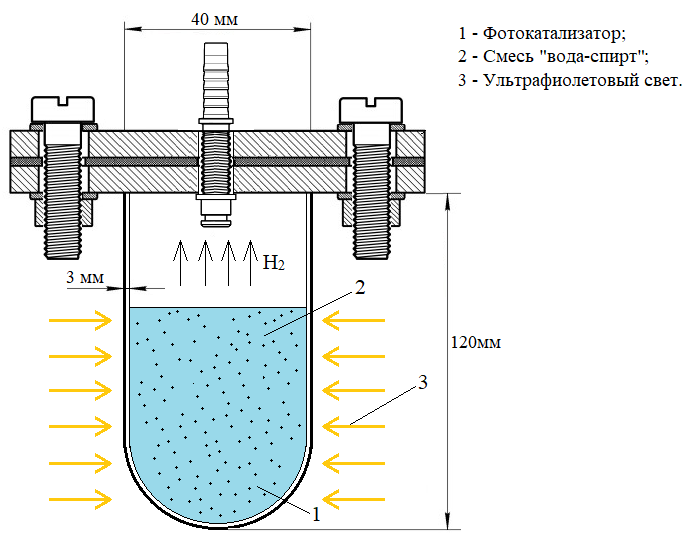 40 мм
1 - Фотокатализатор;
2 - Смесь "вода-спирт";
3 - Ультрафиолетовый свет.
H2
3 мм
2
120мм
3
1